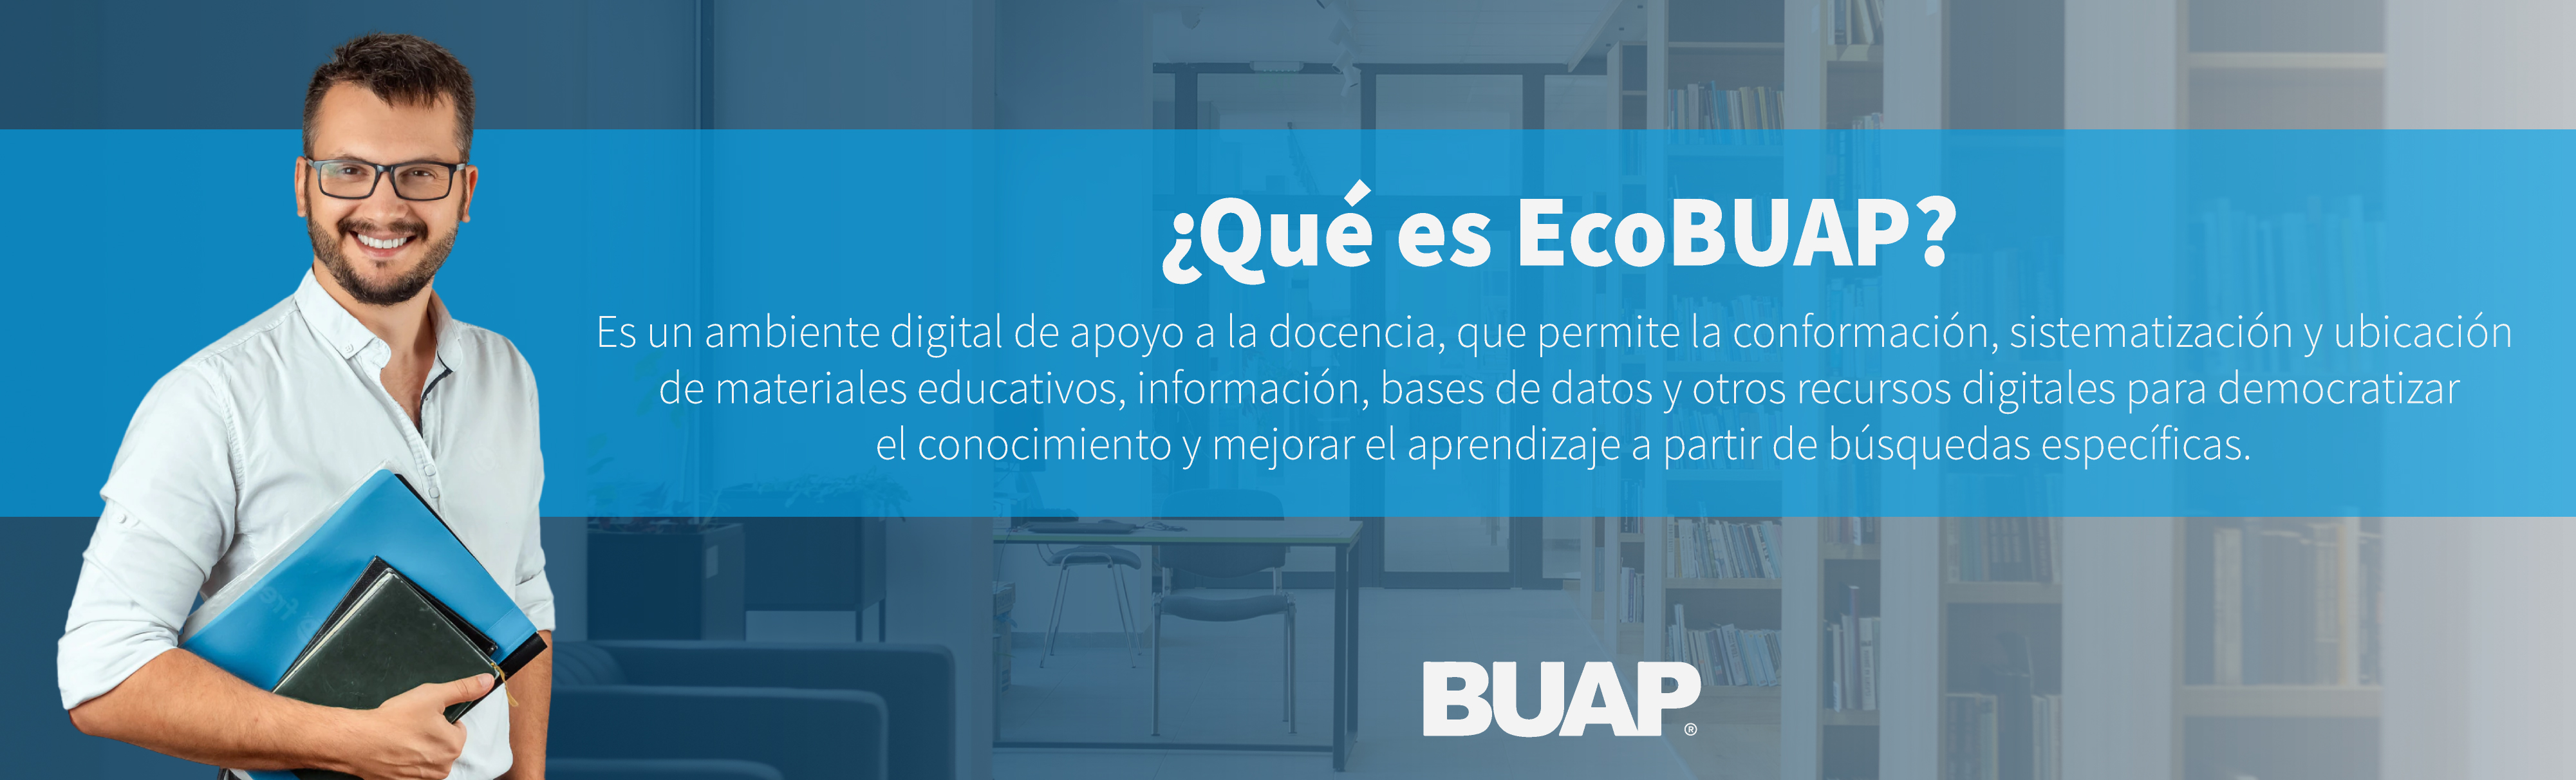 ¿Qué es EcoBUAP?
Es un ambiente digital de apoyo a la docencia, que permite la conformación, sistematización y ubicación
de materiales educativos, información, bases de datos y otros recursos digitales para democratizar
el conocimiento y mejorar el aprendizaje a partir de búsquedas específicas.
BUAP®